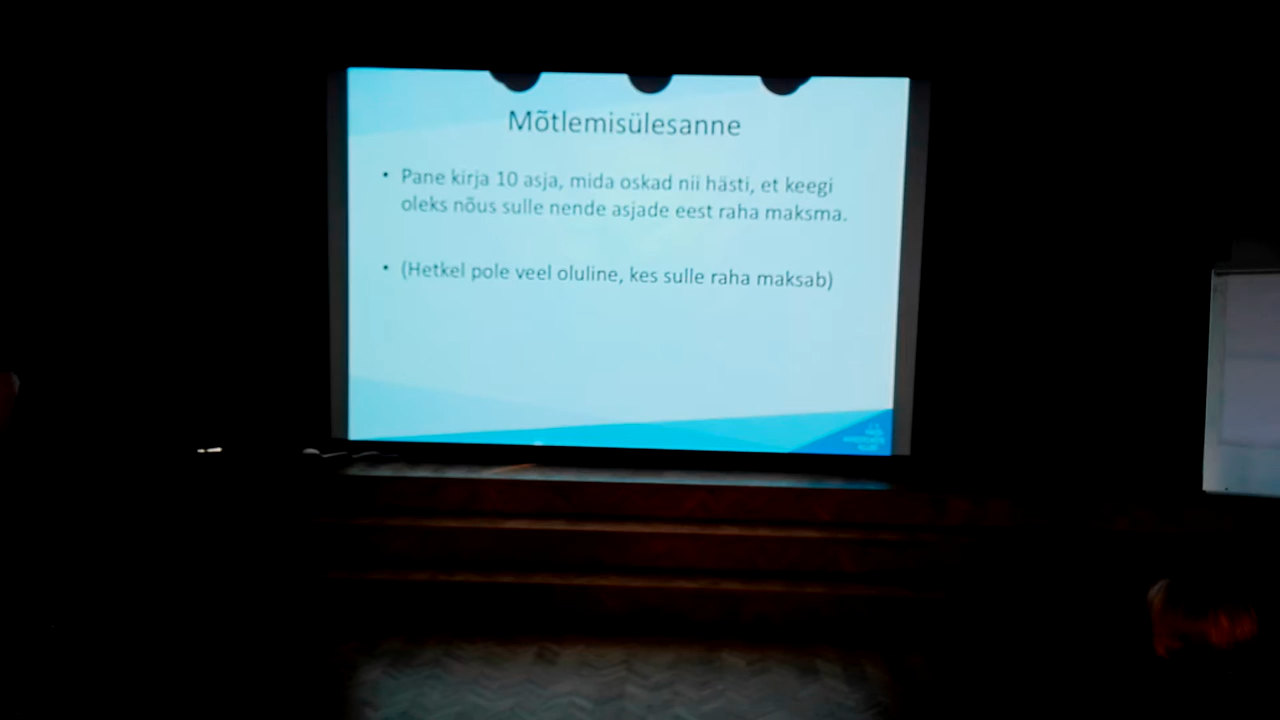 Mõtlemisülesanne
• Pane kirja 10 asja, mida oskad nii hästi, et keegi
oleks nõus sulle nende asjade eest raha maksma.
• (Hetkel pole veel oluline, kes sulle raha maksab)